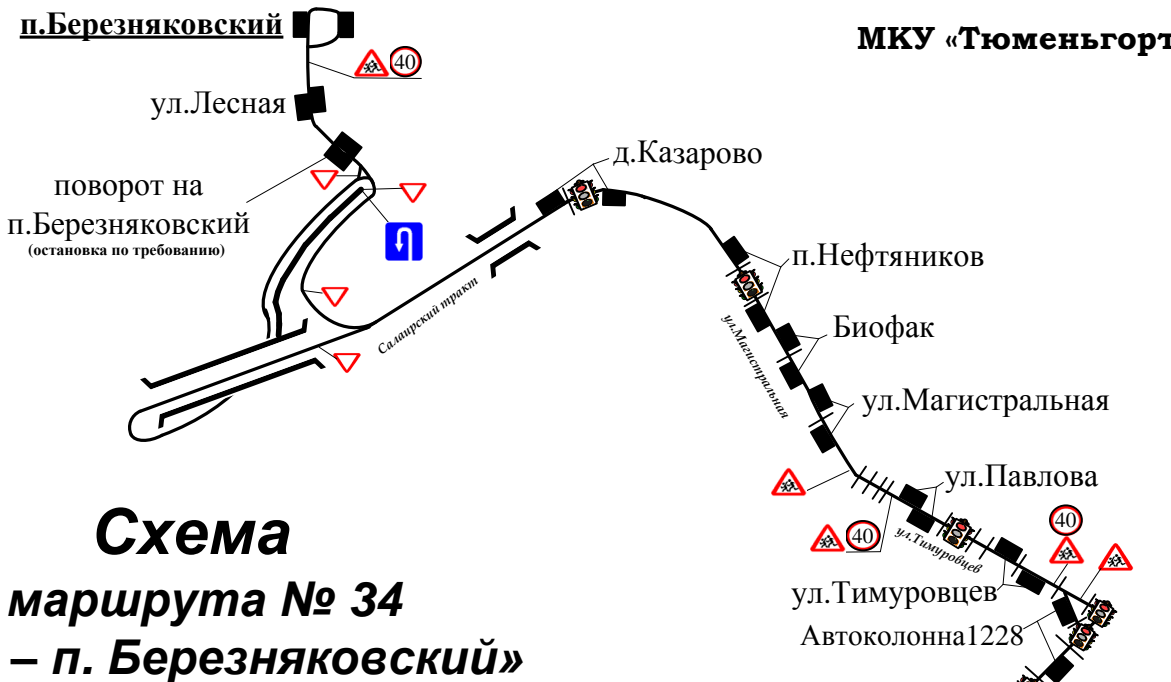 п.Березняковский
МКУ «Тюменьгорт
40
ул.Лесная
д.Казарово
поворот на
п.Березняковский
(остановка по требованию)
п.Нефтяников
Салаирский тракт
ул.Магистральная
Биофак
ул.Магистральная
ул.Павлова
40
40
ул.Тимуровцев
ул.Тимуровцев
Автоколонна1228
Схема
маршрута № 34
– п. Березняковский»